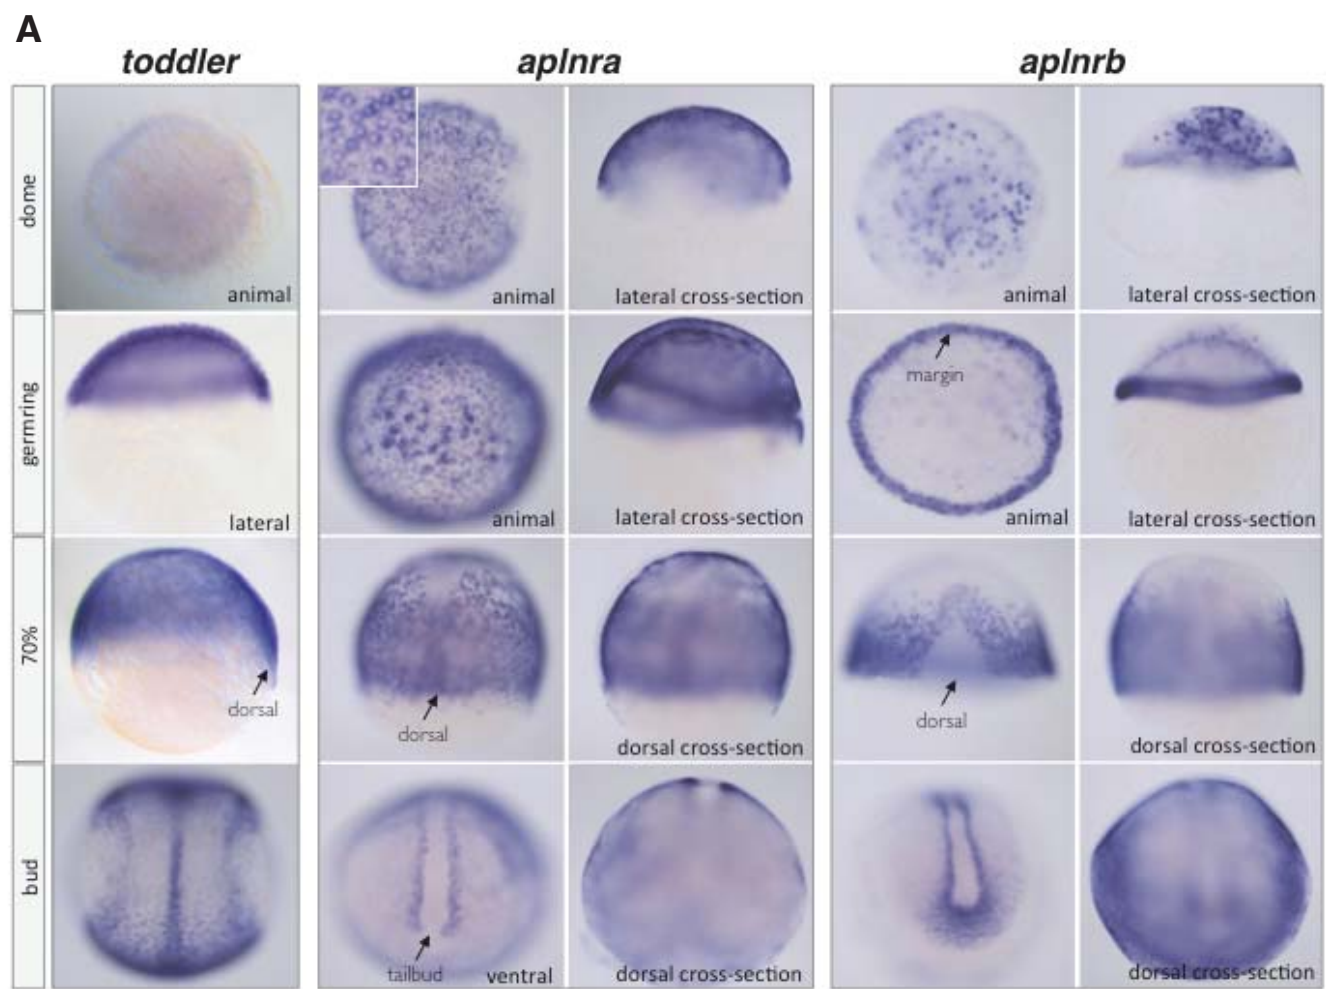 A
toddler aplnra aplnrb
dome
animal animal lateral cross-section animal lateral cross-section
germring
margin
lateral animal lateral cross-section animal lateral cross-section
70%
dorsal dorsal dorsal cross-section dorsal dorsal cross-section
bud
tailbud ventral dorsal cross-section dorsal cross-section